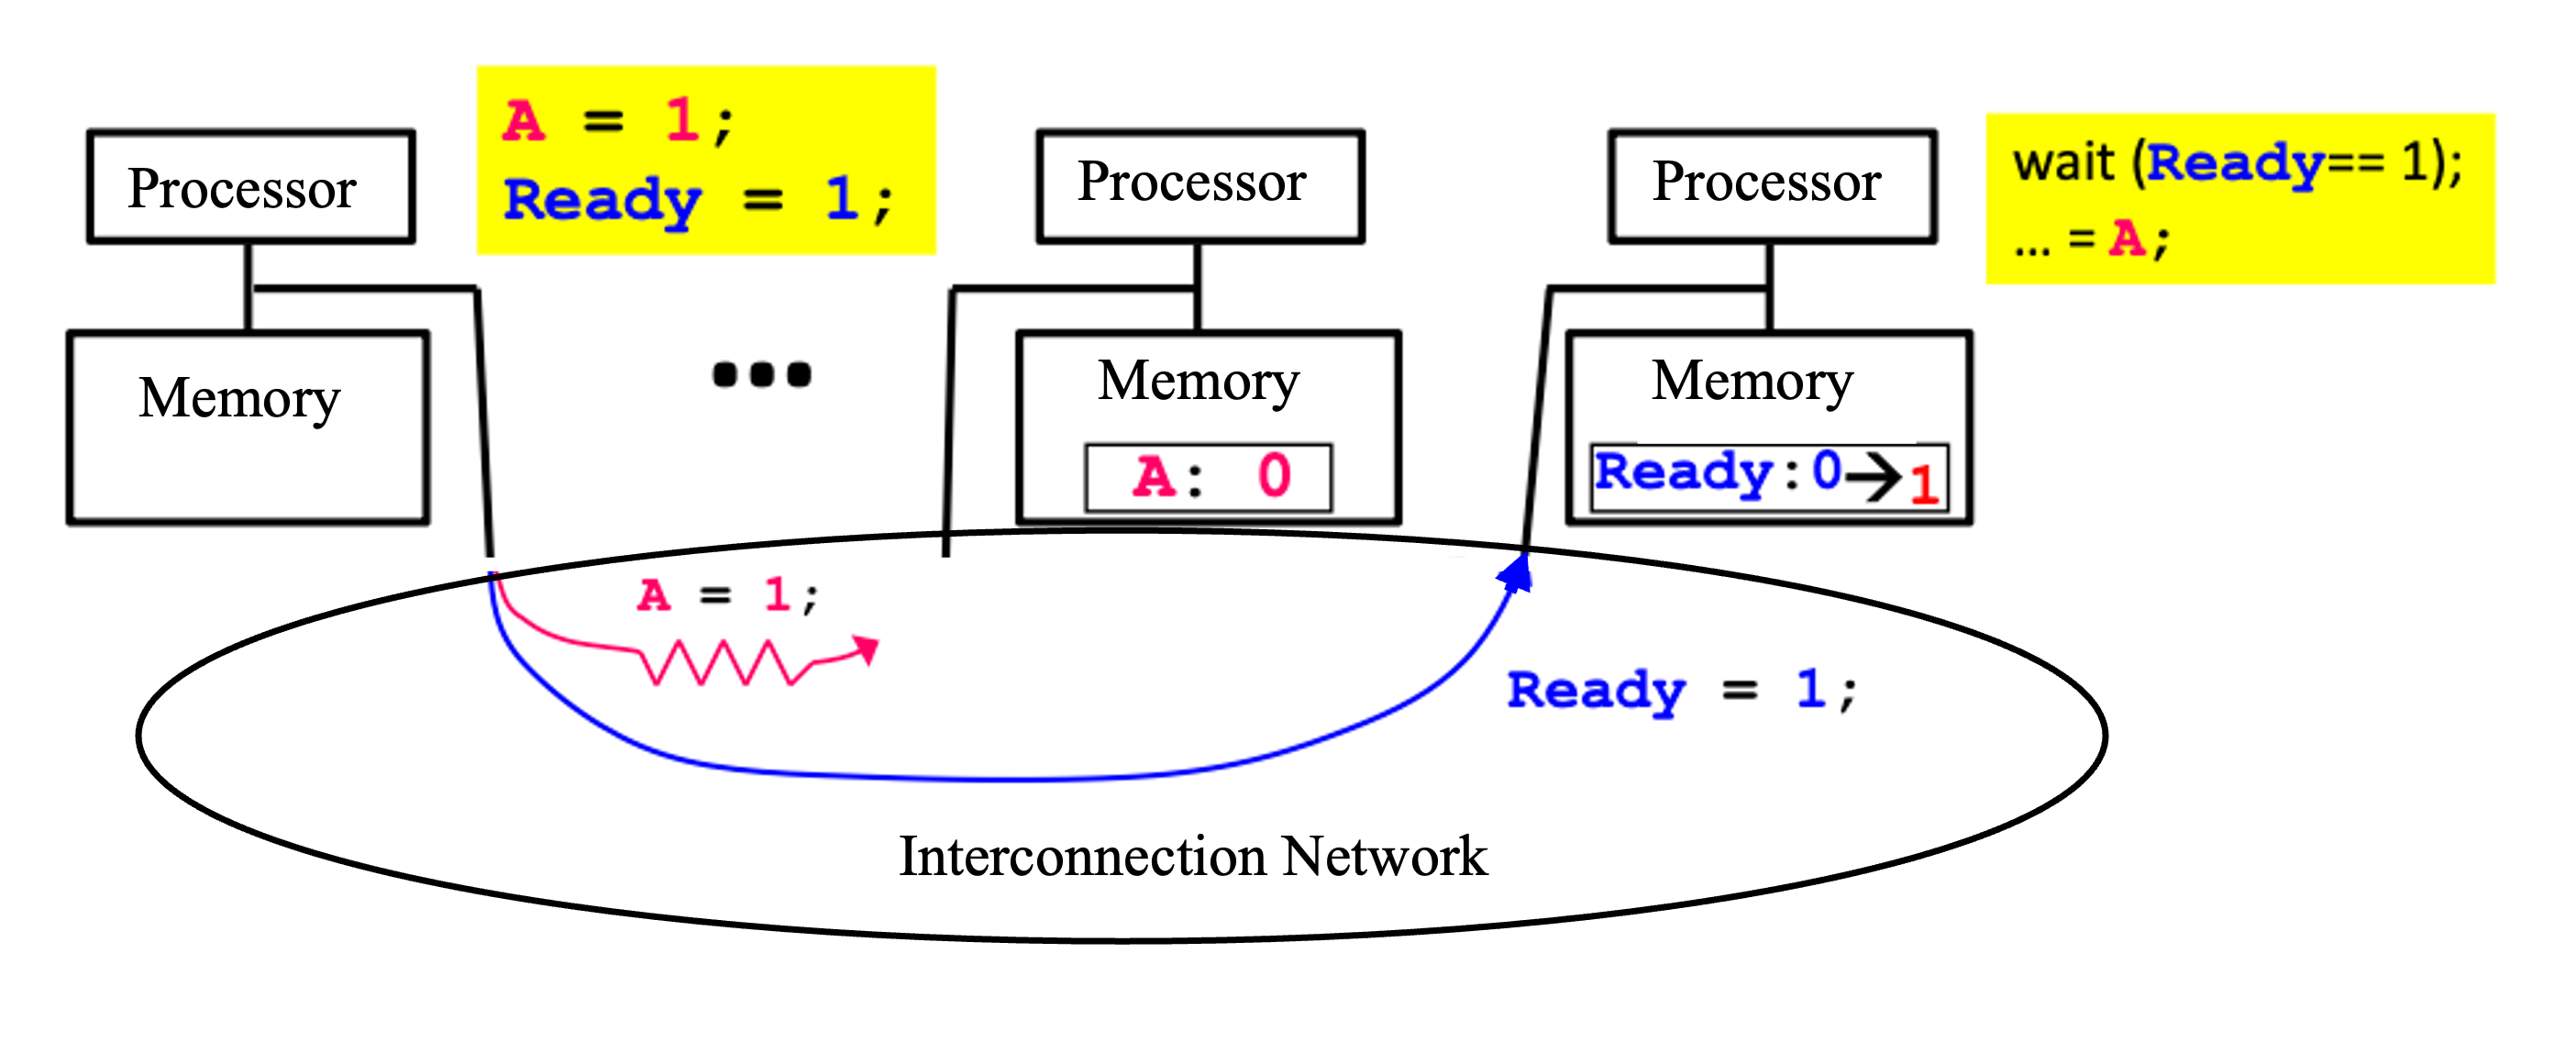 Processor
A = 1;
Ready = 1;
Processor
Processor
wait (Ready== 1);
... = A;
Memory
Memory
A: 0
Memory
Ready:0→1
A = 1;
Ready = 1;
Interconnection Network